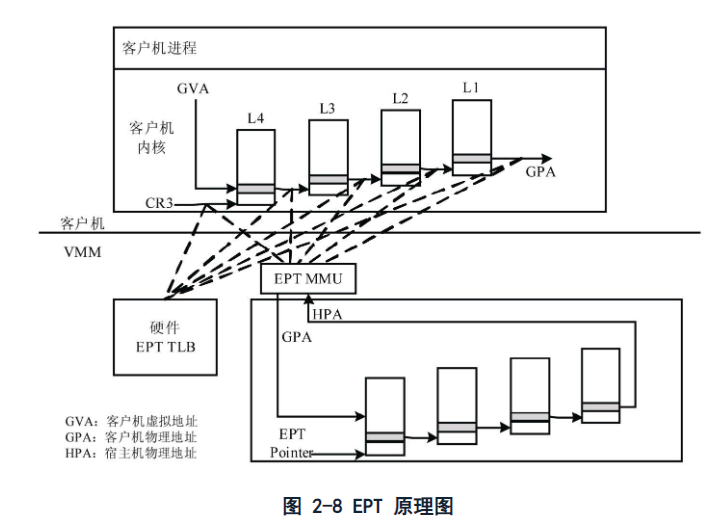 客户机进程
GVA
L4
L3
L2
L1
客户机
内核
CR3
GPA
客户机
VMM
EPT MMU
硬件
EPT TLB
HPA
GPA
EPT
Pointer
GVA：客户机虚拟地址
GPA：客户机物理地址
HPA：宿主机物理地址
图 2-8 EPT 原理图